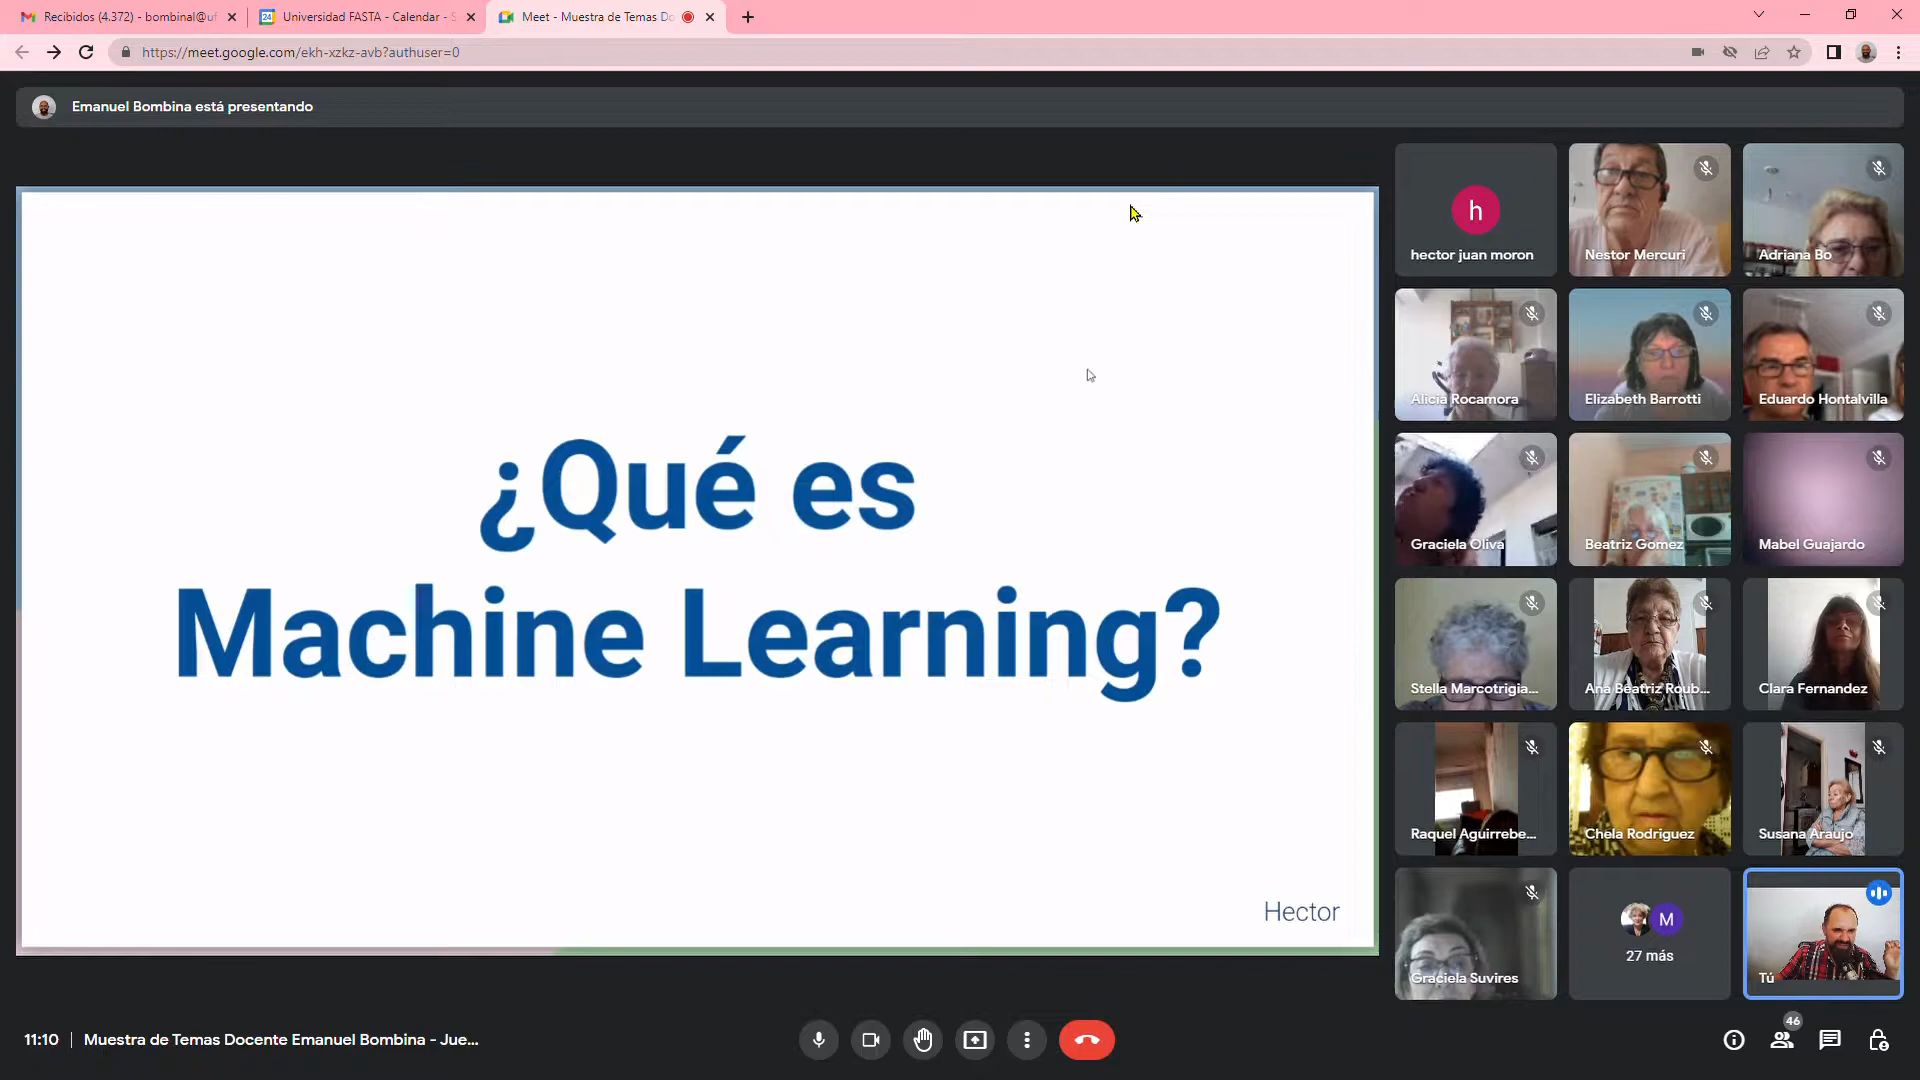 Recibidos (4.372) - bombinal@uf
Universidad FASTA - Calendar - S
Meet - Muestra de Temas Do
https://meet.google.com/ekh-xzkz-avb?authuser=0
Emanuel Bombina está presentando
¿Qué es
Machine Learning?
Hector
h
hector juan moron
Nestor Mercuri
Adriana Bo
Alicia Rocamora
Elizabeth Barrotti
Eduardo Hontalvilla
Graciela Oliva
Beatriz Gomez
Mabel Guajardo
Stella Marcotrigia...
Ana Beatriz Roub...
Clara Fernandez
Raquel Aguirrebe...
Chela Rodriguez
Susana Araujo
Graciela Suvires
M
27 más
Tú
11:10 | Muestra de Temas Docente Emanuel Bombina - Jue...
46